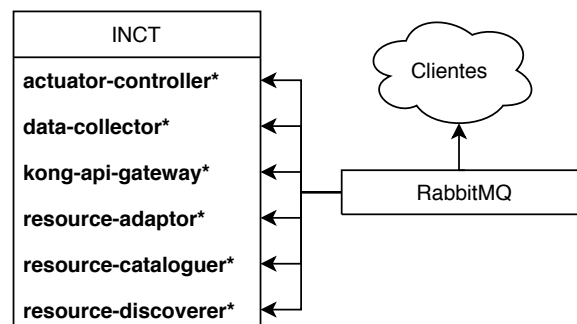 INCT
actuator-controller*
data-collector*
kong-api-gateway*
resource-adaptor*
resource-cataloguer*
resource-discoverer*
Clientes
RabbitMQ